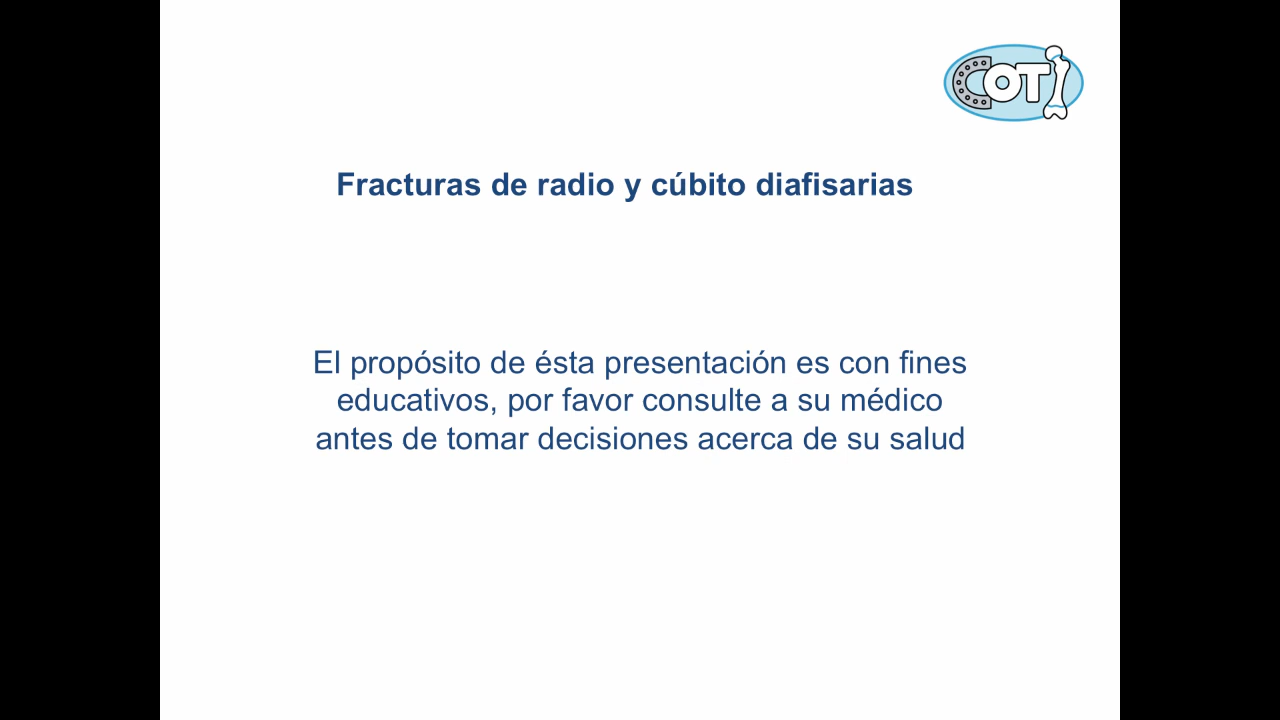 COTI
Fracturas de radio y cúbito diafisarias
El propósito de ésta presentación es con fines
educativos, por favor consulte a su médico
antes de tomar decisiones acerca de su salud